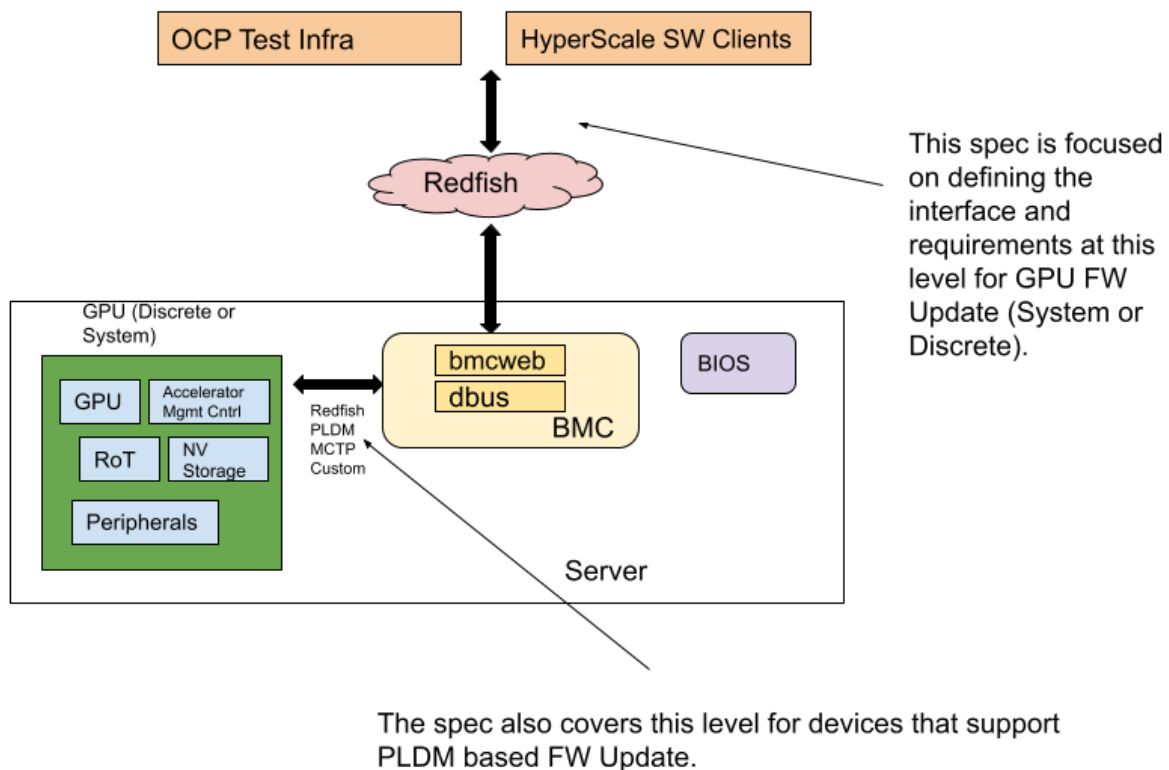 OCP Test Infra
HyperScale SW Clients
Redfish
This spec is focused
on defining the
interface and
requirements at this
level for GPU FW
Update (System or
Discrete).
GPU (Discrete or
System)
GPU
Accelerator
Mgmt Cntrl
RoT
NV
Storage
Peripherals
Redfish
PLDM
MCTP
Custom
bmcweb
dbus
BMC
BIOS
Server
The spec also covers this level for devices that support
PLDM based FW Update.